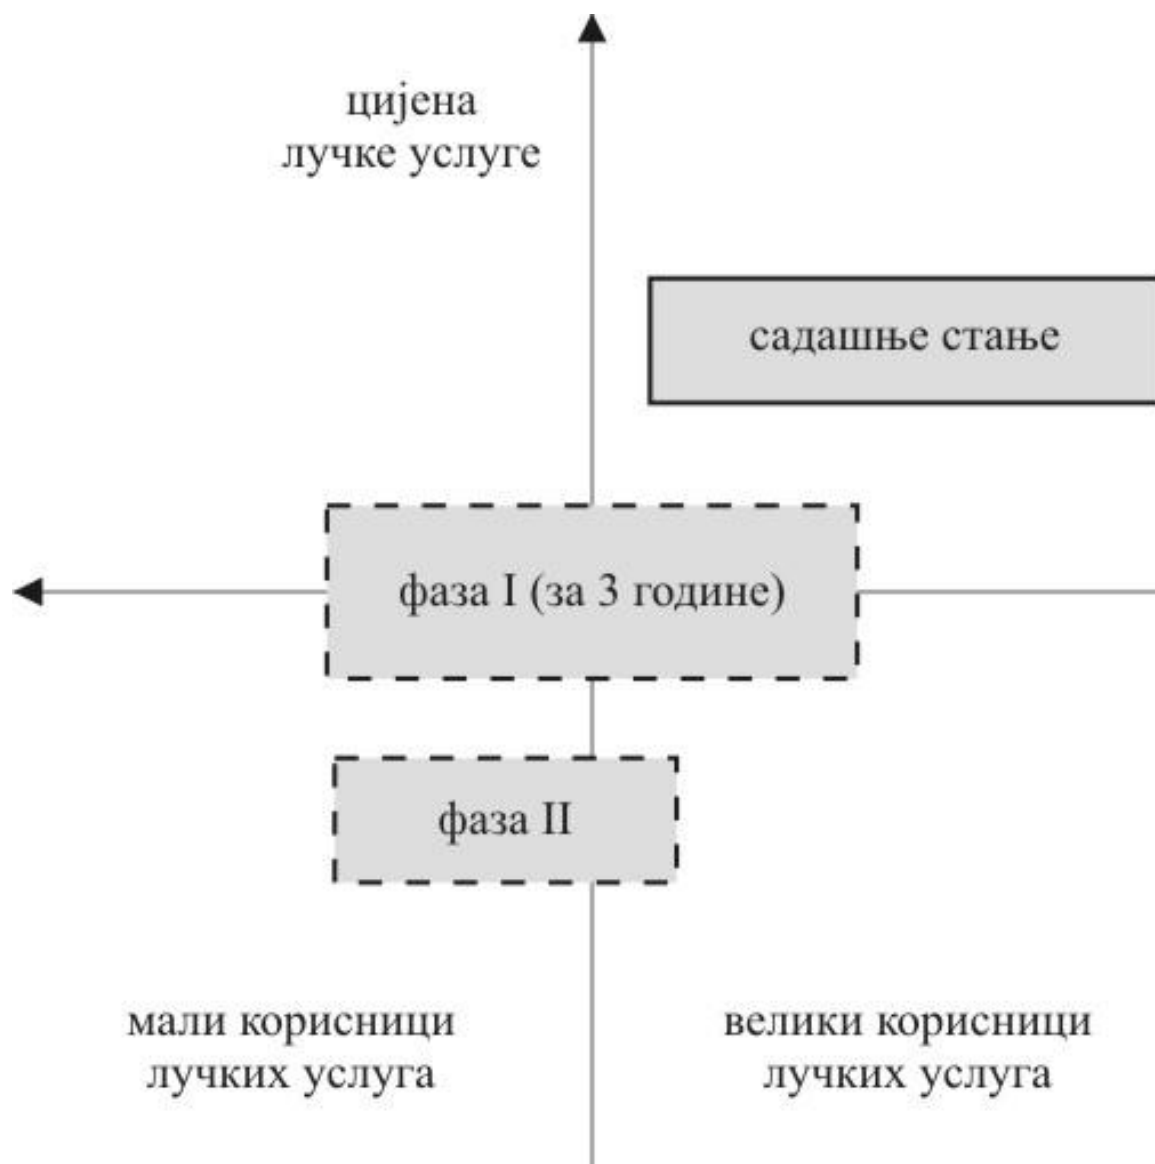 цијена
лучке услуге
садашње стање
фаза I (за 3 године)
фаза II
мали корисници
лучких услуга
велики корисници
лучких услуга